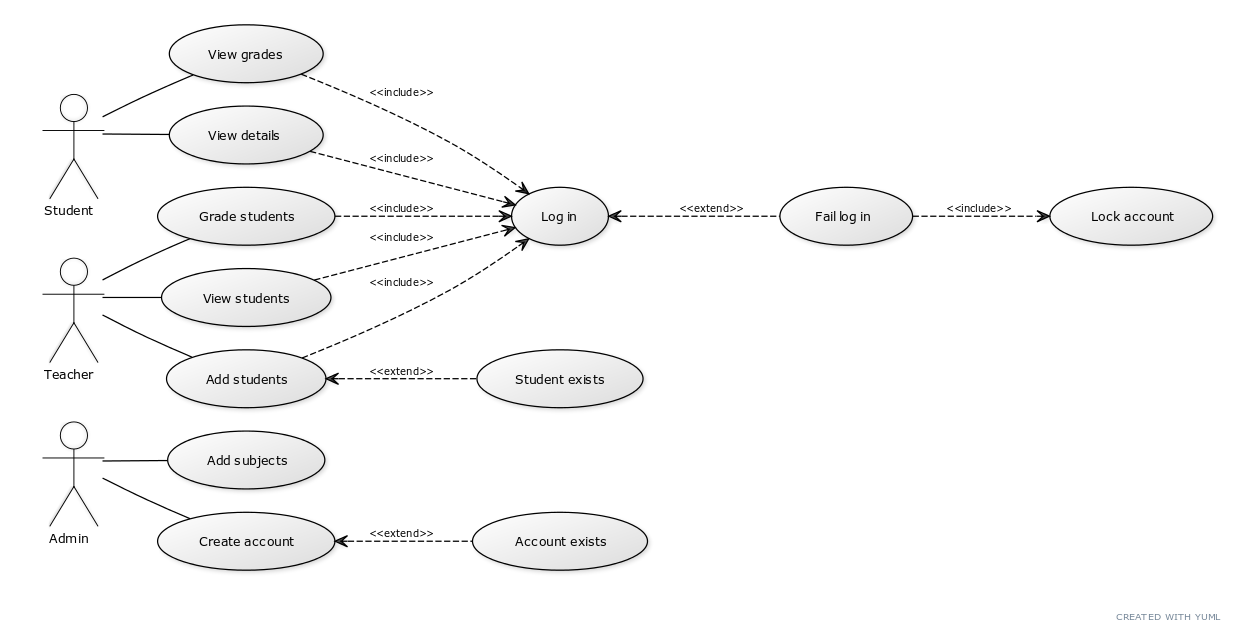 View grades
<<include>>
View details
<<include>>
Student
Grade students
<<include>>
Log in
<<extend>>
Fail log in
<<include>>
Lock account
<<include>>
View students
<<include>>
Teacher
Add students
<<extend>>
Student exists
Add subjects
Admin
Create account
<<extend>>
Account exists
CREATED WITH YUML